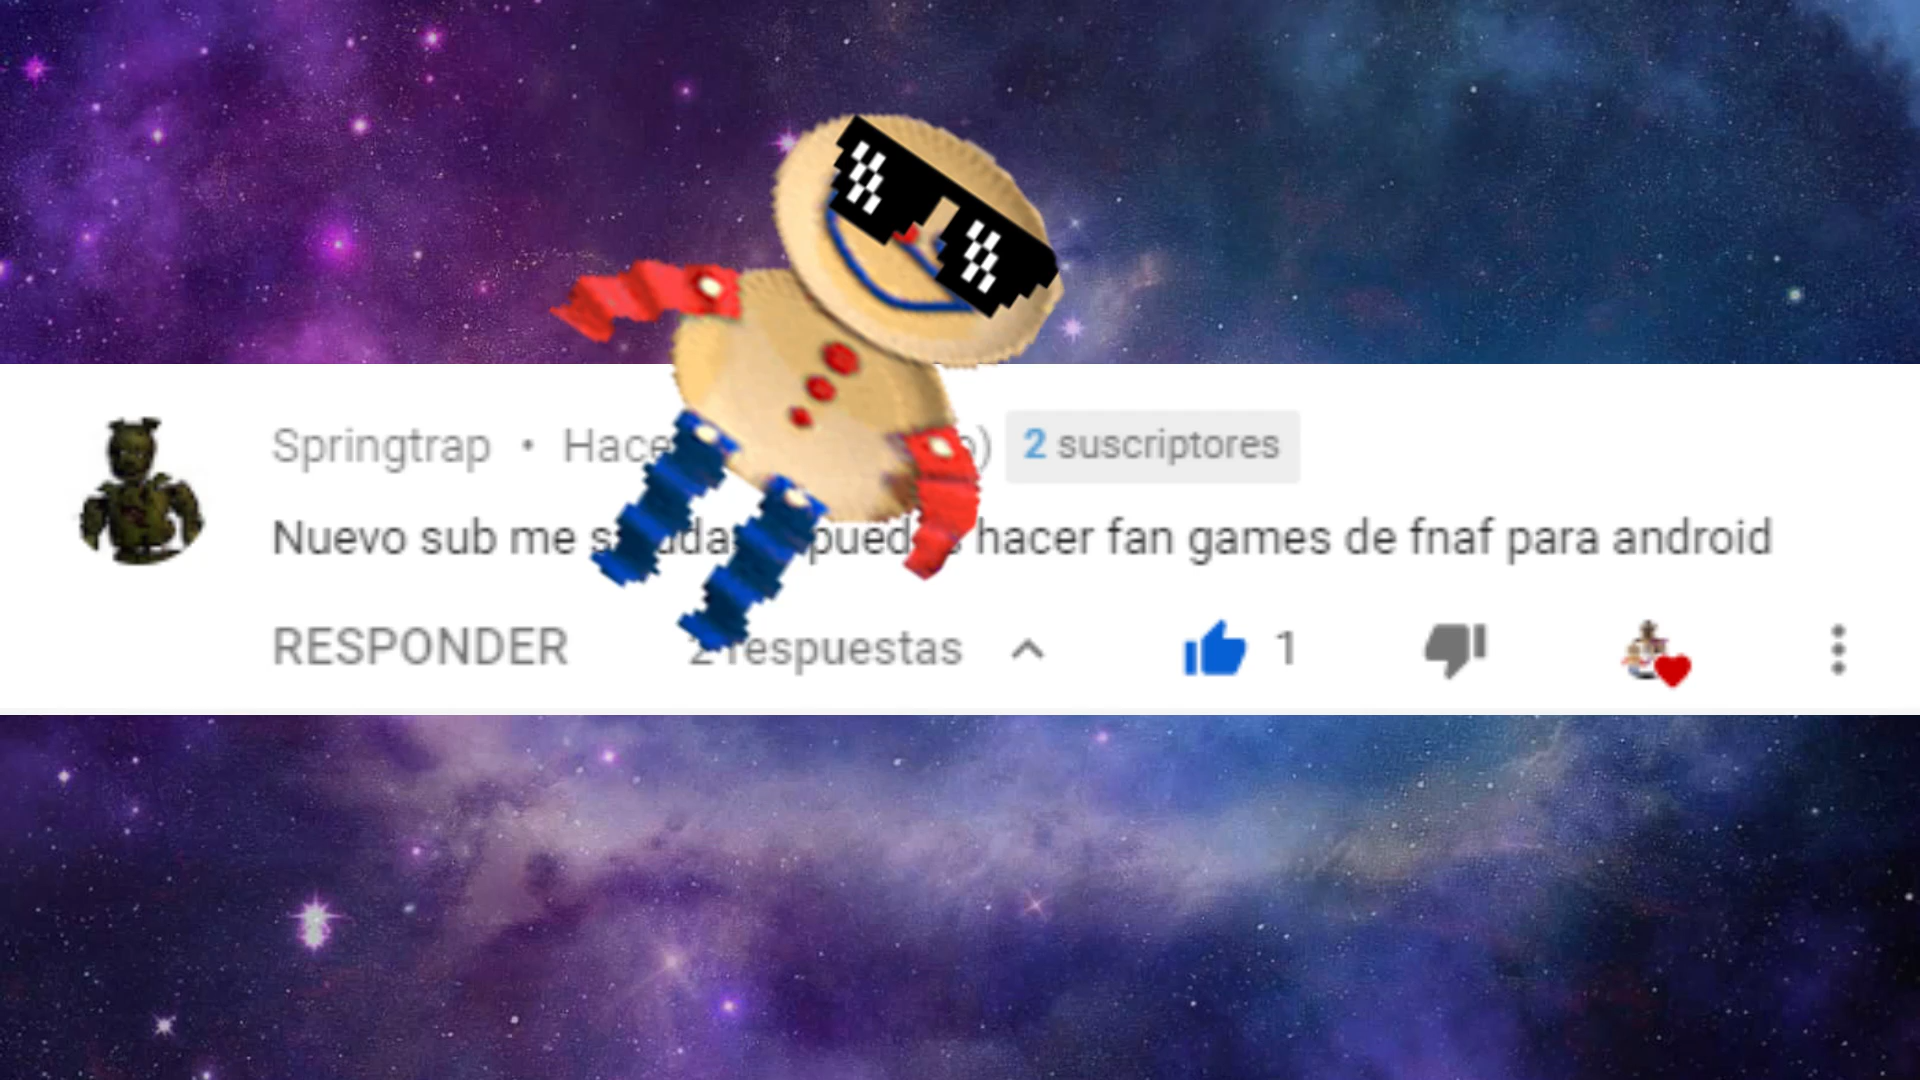 Springtrap • Hace 2 suscriptores
Nuevo sub me hacer fan games de fnaf para android
RESPONDER respuestas 1